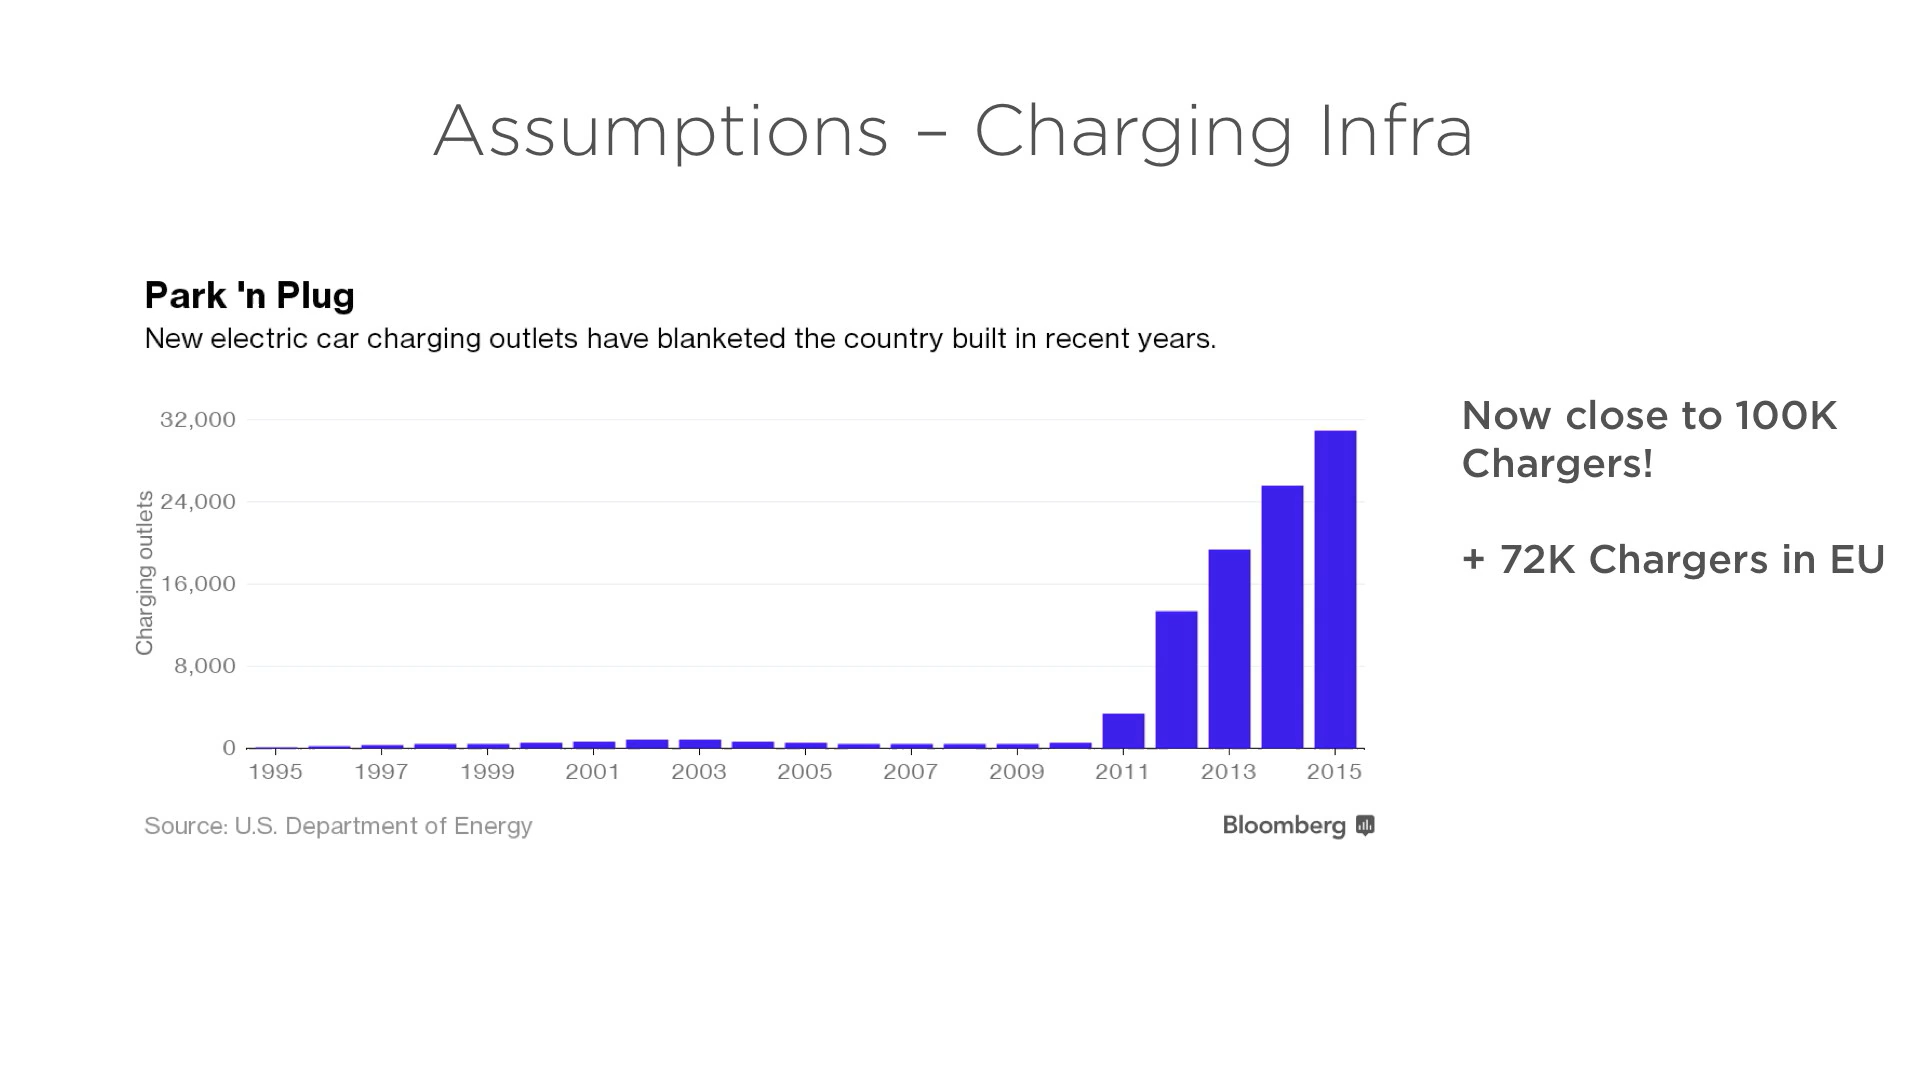 Assumptions – Charging Infra
Park 'n Plug
New electric car charging outlets have blanketed the country built in recent years.
Charging outlets
32,000
24,000
16,000
8,000
0
1995 1997 1999 2001 2003 2005 2007 2009 2011 2013 2015
Source: U.S. Department of Energy
Bloomberg
Now close to 100K
Chargers!
+ 72K Chargers in EU